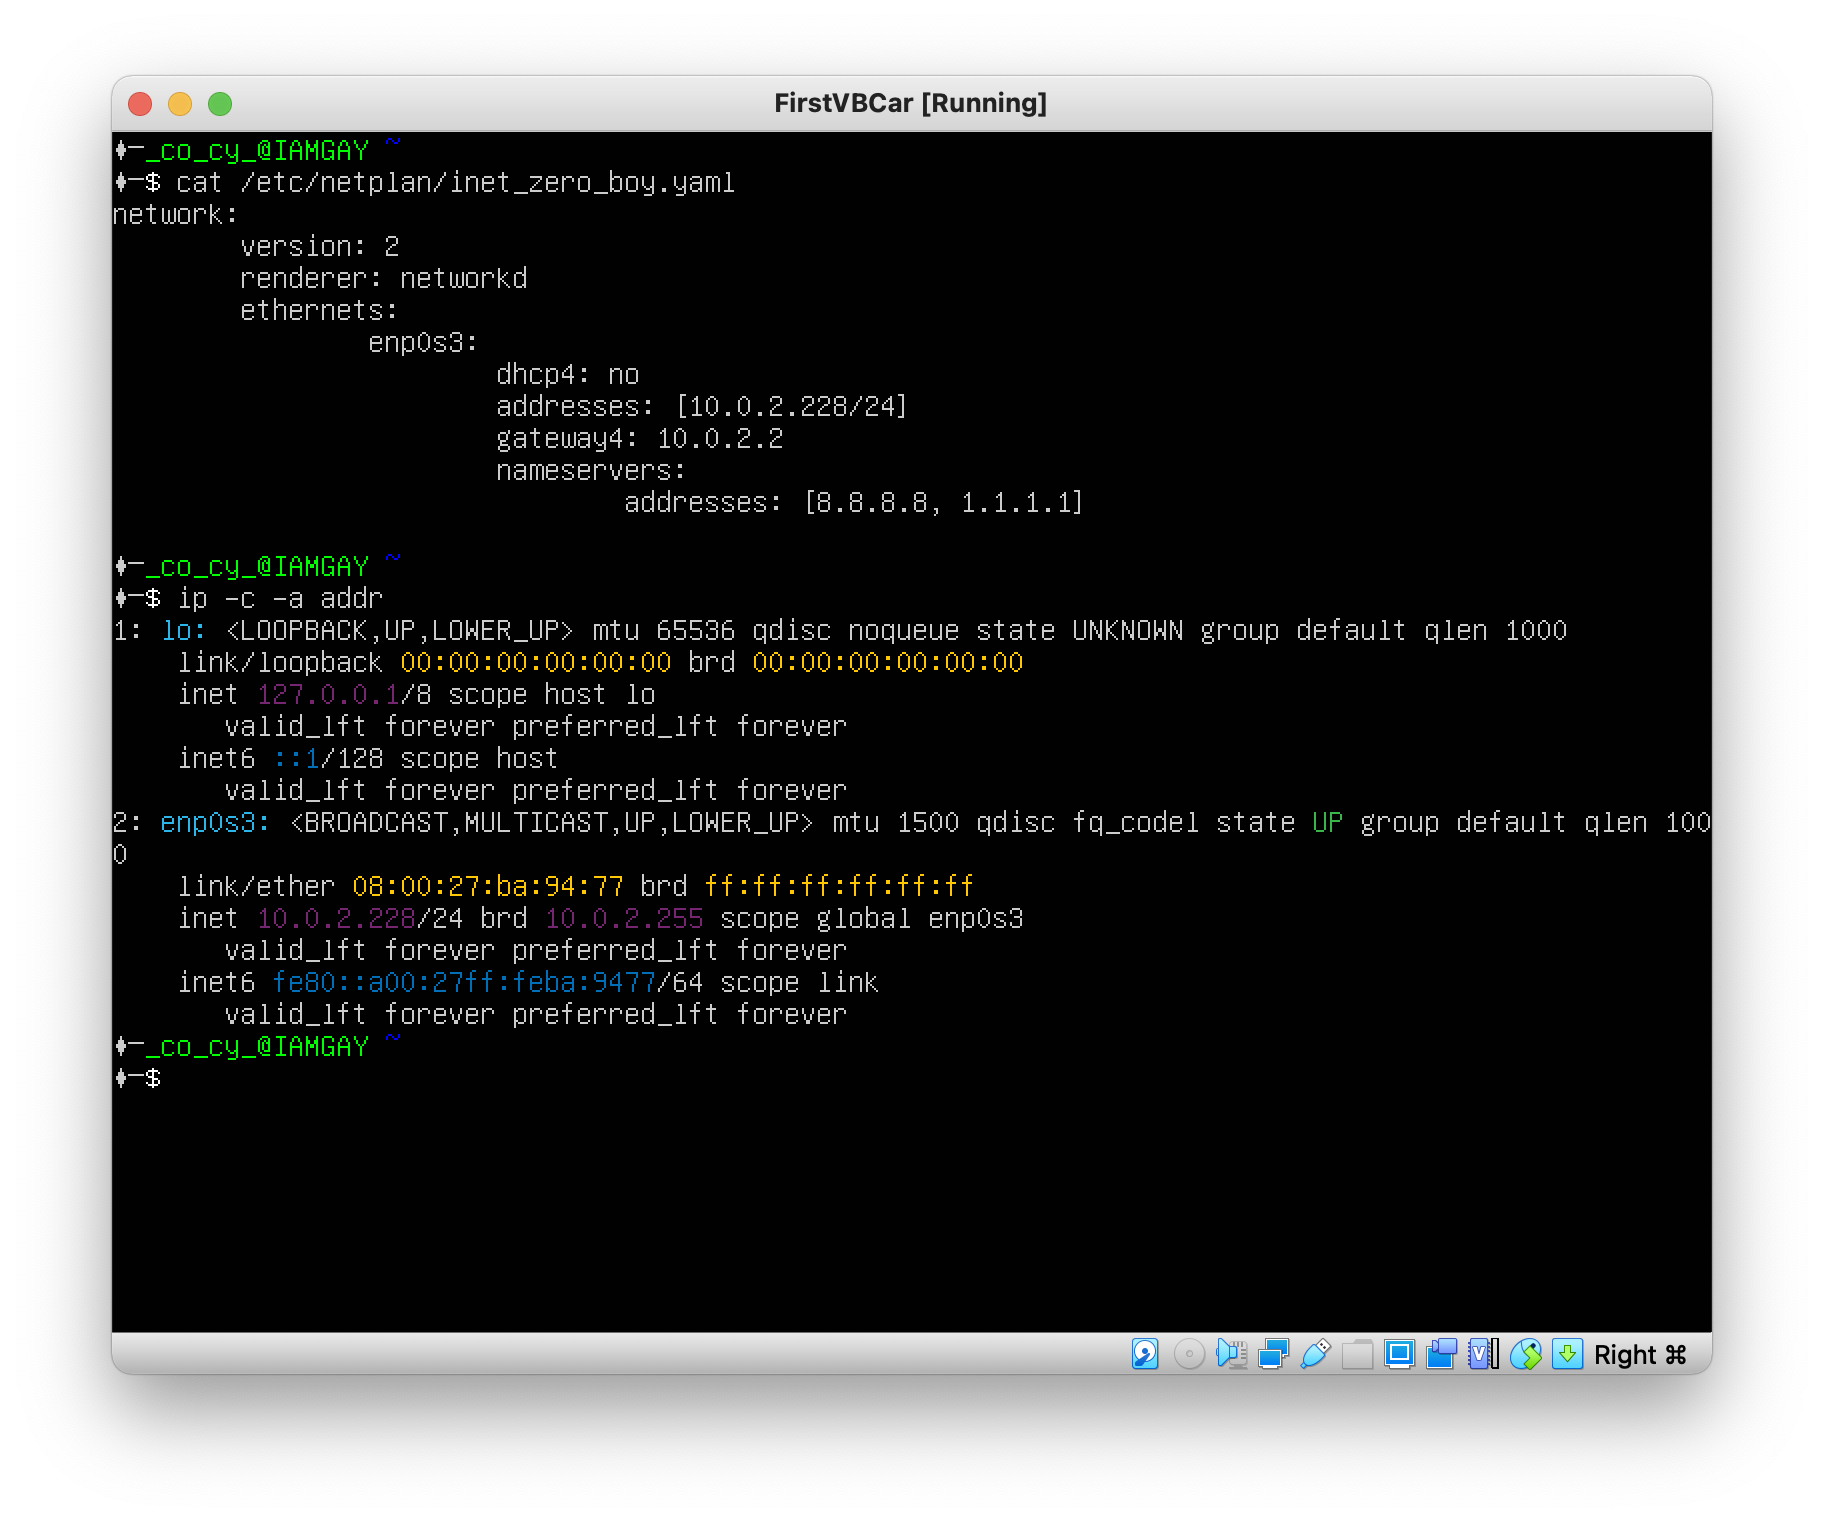 FirstVBCar [Running]
♦─_co_cy_@IAMGAY ~
♦─$ cat /etc/netplan/inet_zero_boy.yaml
network:
        version: 2
        renderer: networkd
        ethernets:
                enp0s3:
                        dhcp4: no
                        addresses: [10.0.2.228/24]
                        gateway4: 10.0.2.2
                        nameservers:
                                addresses: [8.8.8.8, 1.1.1.1]
♦─_co_cy_@IAMGAY ~
♦─$ ip -c -a addr
1: lo: <LOOPBACK,UP,LOWER_UP> mtu 65536 qdisc noqueue state UNKNOWN group default qlen 1000
    link/loopback 00:00:00:00:00:00 brd 00:00:00:00:00:00
    inet 127.0.0.1/8 scope host lo
       valid_lft forever preferred_lft forever
    inet6 ::1/128 scope host
       valid_lft forever preferred_lft forever
2: enp0s3: <BROADCAST,MULTICAST,UP,LOWER_UP> mtu 1500 qdisc fq_codel state UP group default qlen 100
0
    link/ether 08:00:27:ba:94:77 brd ff:ff:ff:ff:ff:ff
    inet 10.0.2.228/24 brd 10.0.2.255 scope global enp0s3
       valid_lft forever preferred_lft forever
    inet6 fe80::a00:27ff:feba:9477/64 scope link
       valid_lft forever preferred_lft forever
♦─_co_cy_@IAMGAY ~
♦─$
Right ⌘